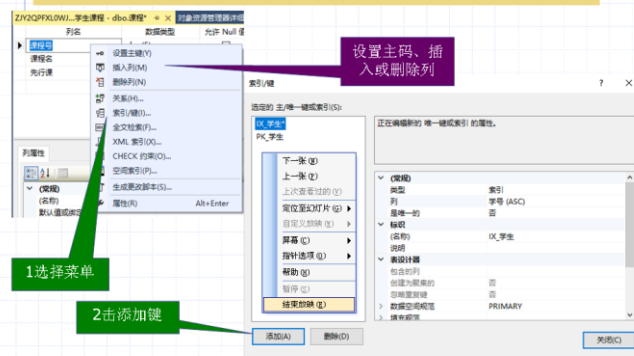 ZJY2QPFXL0WJ...学生课程 - dbo.课程* 对象资源管理器详细
列名 数据类型 允许 Null 值
课程号
课程名
先行课
设置主键(Y)
插入列(M)
删除列(N)
关系(H)...
索引/键(I)...
全文检索(F)...
XML 索引(X)...
CHECK 约束(O)...
空间索引(P)...
生成更改脚本(S)...
属性(R) Alt+Enter
列属性
(常规)
(名称)
默认值或绑定
设置主码、插
入或删除列
1选择菜单
2击添加键
索引/键 ? ×
选定的 主/唯一键或索引(S):
IX_学生*
PK_学生
正在编辑新的 唯一键或索引 的属性。
下一张(N)
上一张(P)
上次查看过的(V)
定位至幻灯片(G)
自定义放映(W)
屏幕(C)
指针选项(O)
帮助(H)
暂停(S)
结束放映(E)
(常规)
类型 索引
列 学号 (ASC)
是唯一的 否
标识
(名称) IX_学生
说明
表设计器
包含的列
创建为聚集的 否
忽略重复键 否
数据空间规范 PRIMARY
填充规范
添加(A) 删除(D) 关闭(C)